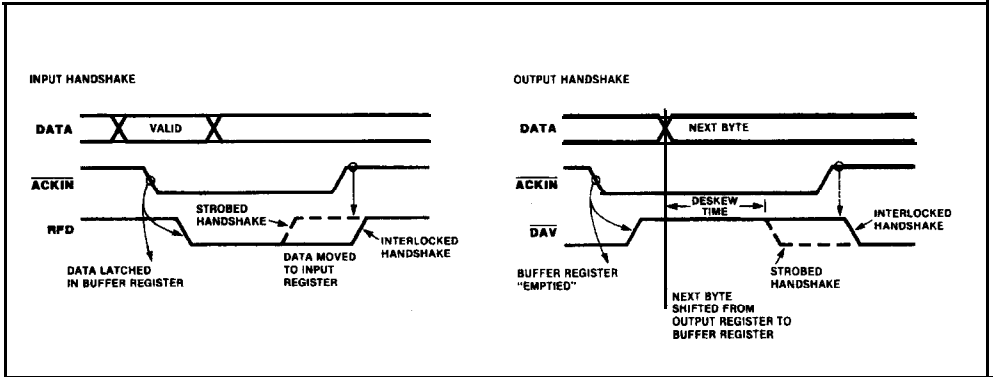 INPUT HANDSHAKE
DATA
VALID
ACKIN
RFD
STROBED
HANDSHAKE
INTERLOCKED
HANDSHAKE
DATA LATCHED
IN BUFFER REGISTER
DATA MOVED
TO INPUT
REGISTER
OUTPUT HANDSHAKE
DATA
NEXT BYTE
ACKIN
DESKEW
TIME
DAV
INTERLOCKED
HANDSHAKE
BUFFER REGISTER
"EMPTIED"
STROBED
HANDSHAKE
NEXT BYTE
SHIFTED FROM
OUTPUT REGISTER TO
BUFFER REGISTER